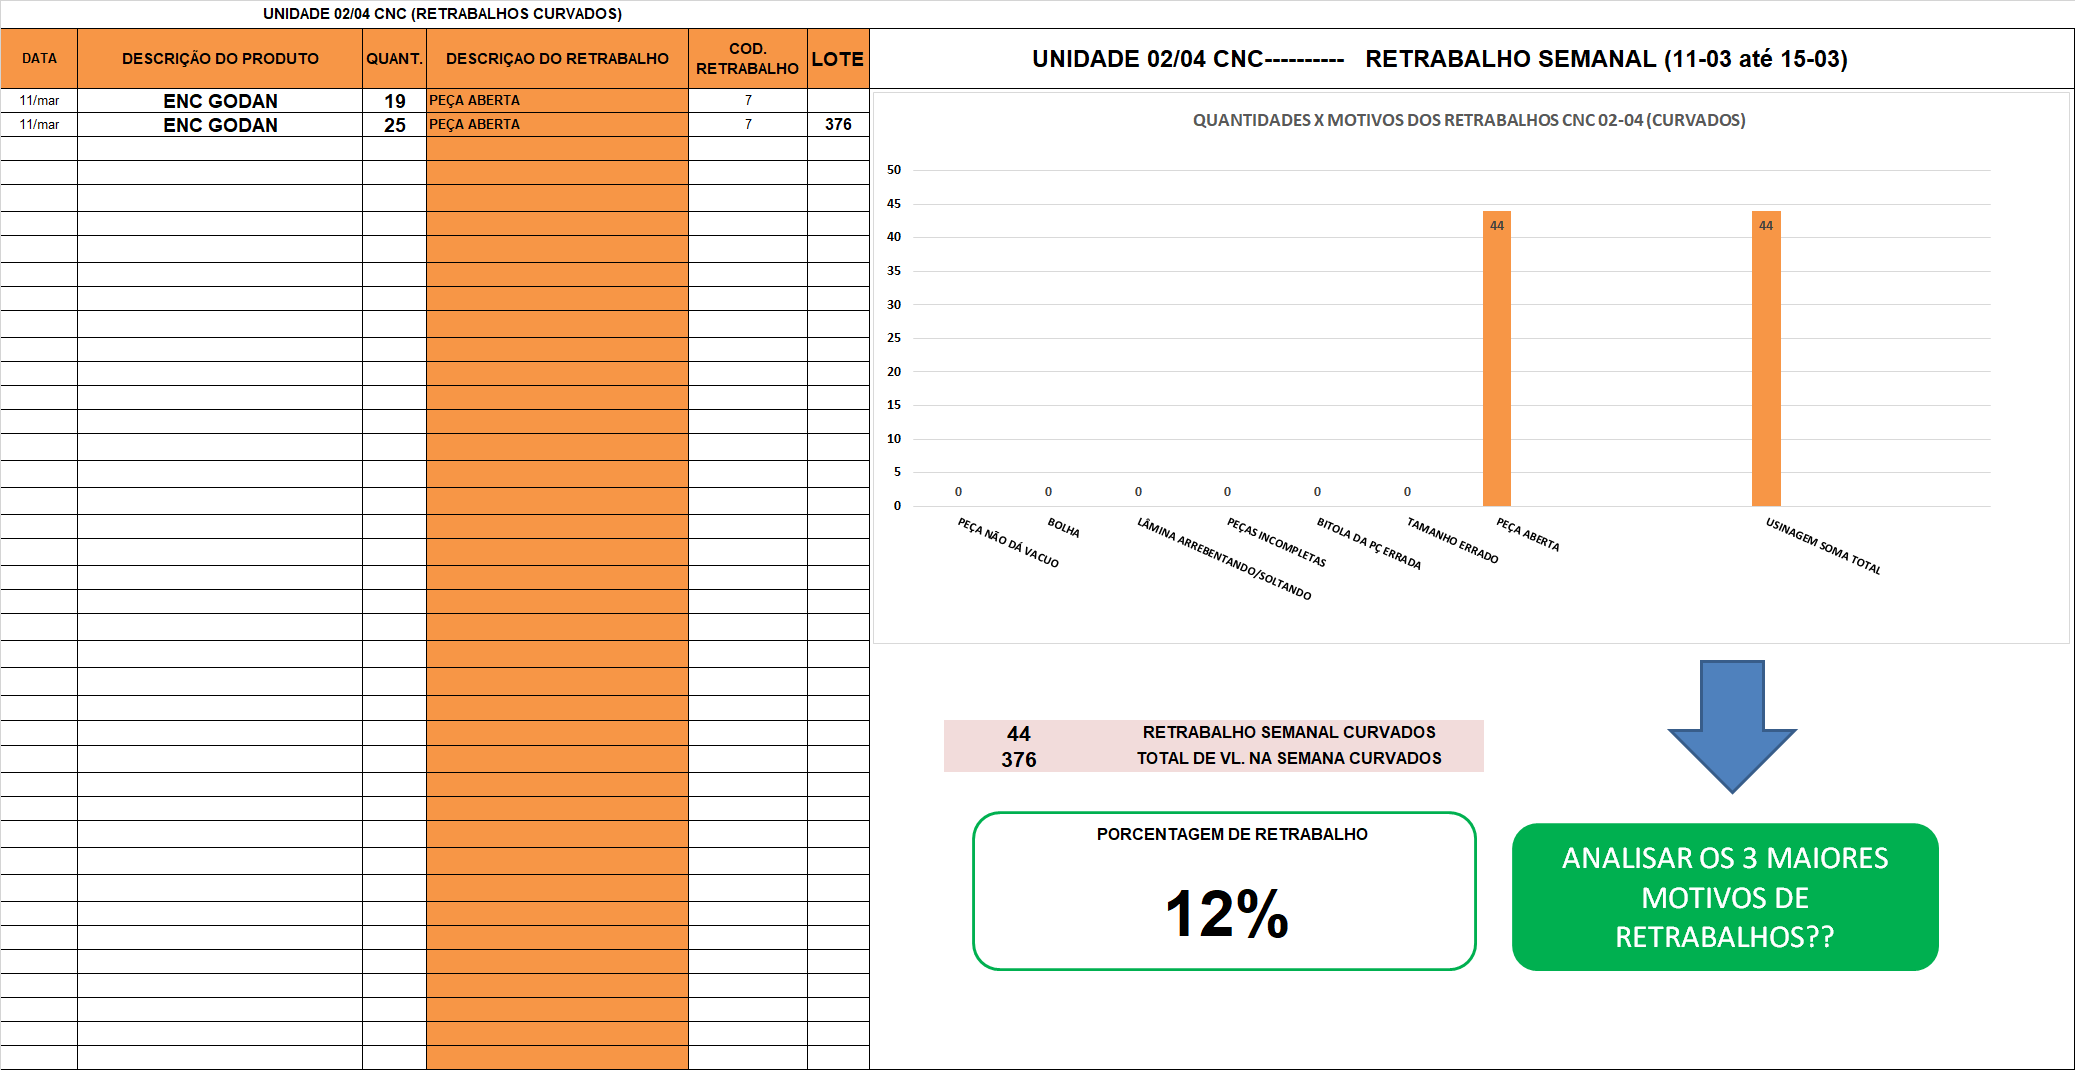 UNIDADE 02/04 CNC (RETRABALHOS CURVADOS)
DATA
DESCRIÇÃO DO PRODUTO
QUANT.
DESCRIÇAO DO RETRABALHO
COD.
RETRABALHO
LOTE
11/mar ENC GODAN 19 PEÇA ABERTA 7
11/mar ENC GODAN 25 PEÇA ABERTA 7 376
UNIDADE 02/04 CNC---------- RETRABALHO SEMANAL (11-03 até 15-03)
QUANTIDADES X MOTIVOS DOS RETRABALHOS CNC 02-04 (CURVADOS)
50
45
40
35
30
25
20
15
10
5
0
0 0 0 0 0 0 44 44
PEÇA NÃO DÁ VACUO
BOLHA
LÂMINA ARREBENTANDO/SOLTANDO
PEÇAS INCOMPLETAS
BITOLA DA PÇ ERRADA
TAMANHO ERRADO
PEÇA ABERTA
USINAGEM SOMA TOTAL
44 RETRABALHO SEMANAL CURVADOS
376 TOTAL DE VL. NA SEMANA CURVADOS
PORCENTAGEM DE RETRABALHO
12%
ANALISAR OS 3 MAIORES
MOTIVOS DE
RETRABALHOS??